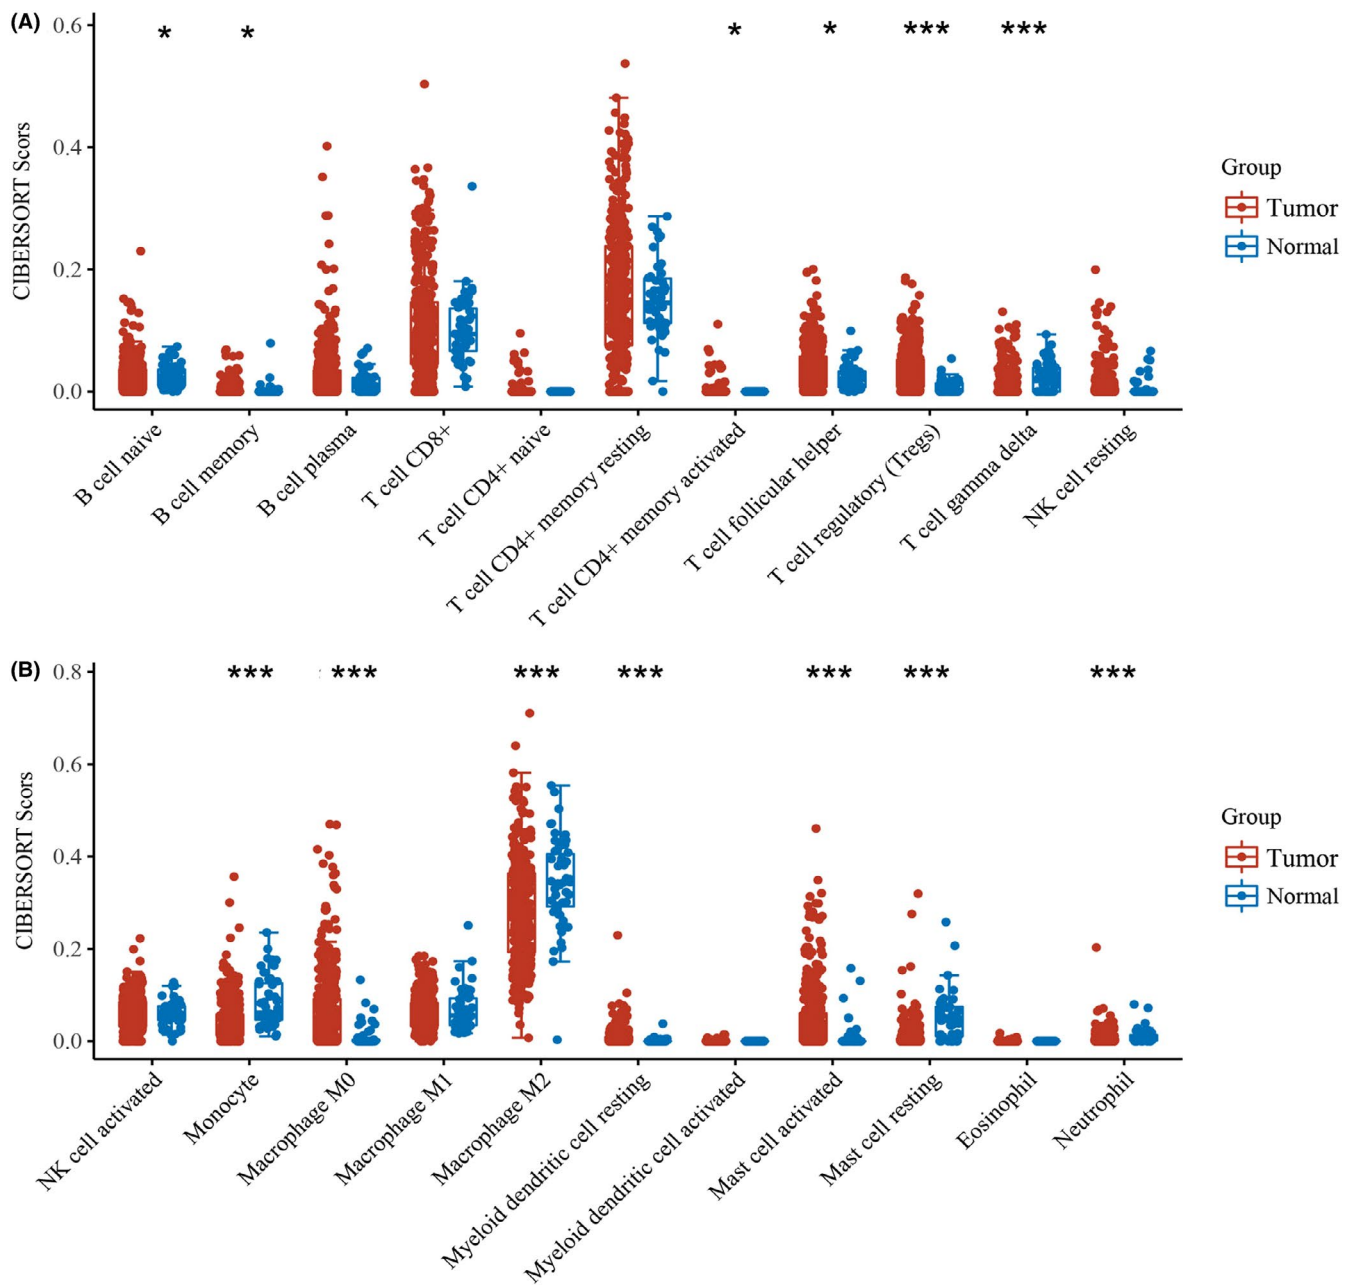 (A)
0.6
* * * * *** ***
0.4
0.2
0.0
CIBERSORT Scors
B cell naive
B cell memory
B cell plasma
T cell CD8+
T cell CD4+ naive
T cell CD4+ memory resting
T cell CD4+ memory activated
T cell follicular helper
T cell regulatory (Tregs)
T cell gamma delta
NK cell resting
Group
Tumor
Normal
(B)
0.8
*** *** *** *** *** *** ***
0.6
0.4
0.2
0.0
CIBERSORT Scors
NK cell activated
Monocyte
Macrophage M0
Macrophage M1
Macrophage M2
Myeloid dendritic cell resting
Myeloid dendritic cell activated
Mast cell activated
Mast cell resting
Eosinophil
Neutrophil
Group
Tumor
Normal